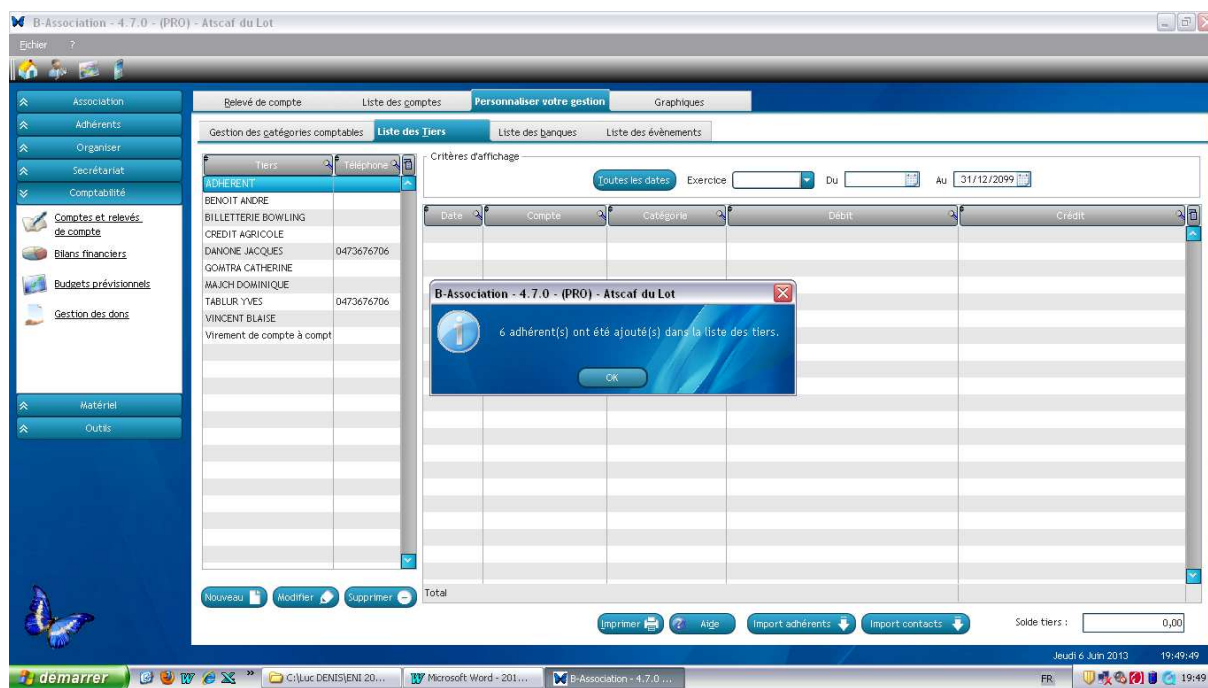 B-Association - 4.7.0 - (PRO) - Atscaf du Lot
Fichier ?
Association
Adhérents
Organiser
Secrétariat
Comptabilité
Comptes et relevés
de compte
Bilans financiers
Budgets prévisionnels
Gestion des dons
Matériel
Outils
Relevé de compte Liste des comptes Personnaliser votre gestion Graphiques
Gestion des catégories comptables Liste des Tiers Liste des banques Liste des évènements
Tiers Téléphone
ADHERENT
BENOIT ANDRE
BILLETTERIE BOWLING
CREDIT AGRICOLE
DANONE JACQUES 0473676706
GOMTRA CATHERINE
MAJCH DOMINIQUE
TABLUR YVES 0473676706
VINCENT BLAISE
Virement de compte à compt
Critères d'affichage
Toutes les dates Exercice Du Au 31/12/2099
Date Compte Catégorie Débit Crédit
B-Association - 4.7.0 - (PRO) - Atscaf du Lot
6 adhérent(s) ont été ajouté(s) dans la liste des tiers.
OK
Total
Nouveau Modifier Supprimer
Imprimer Aide Import adhérents Import contacts Solde tiers : 0,00
Jeudi 6 Juin 2013 19:49:49
démarrer C:\Luc DENIS\ENI 20... Microsoft Word - 201... B-Association - 4.7.0 ... FR 19:49